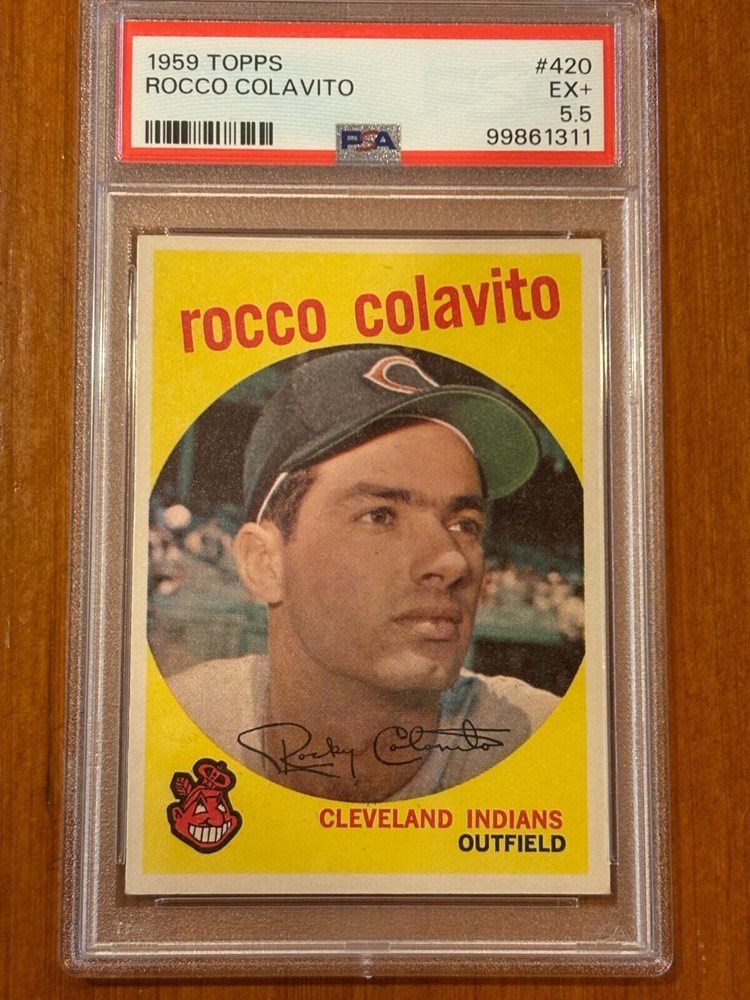 1959 TOPPS
ROCCO COLAVITO
#420
EX+
5.5
99861311
PSA
rocco colavito
C
Rocky Colavito
CLEVELAND INDIANS
OUTFIELD